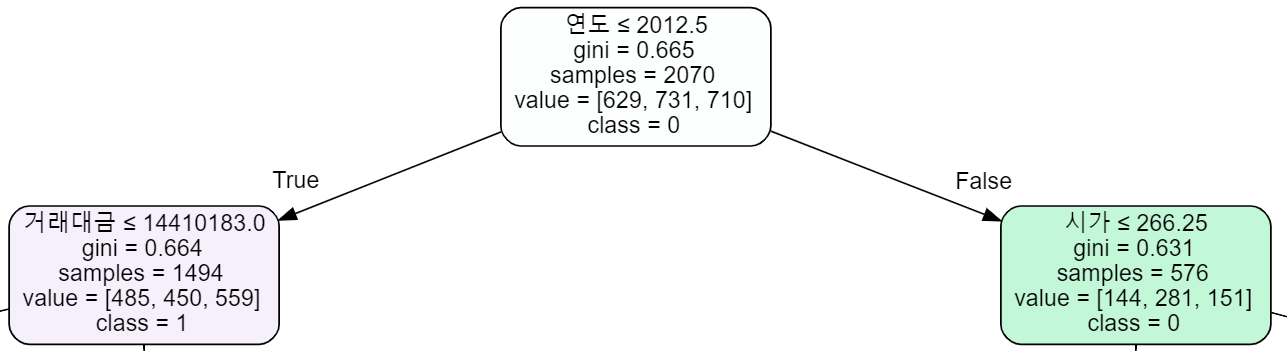 연도 ≤ 2012.5
gini = 0.665
samples = 2070
value = [629, 731, 710]
class = 0
True
False
거래대금 ≤ 14410183.0
gini = 0.664
samples = 1494
value = [485, 450, 559]
class = 1
시가 ≤ 266.25
gini = 0.631
samples = 576
value = [144, 281, 151]
class = 0